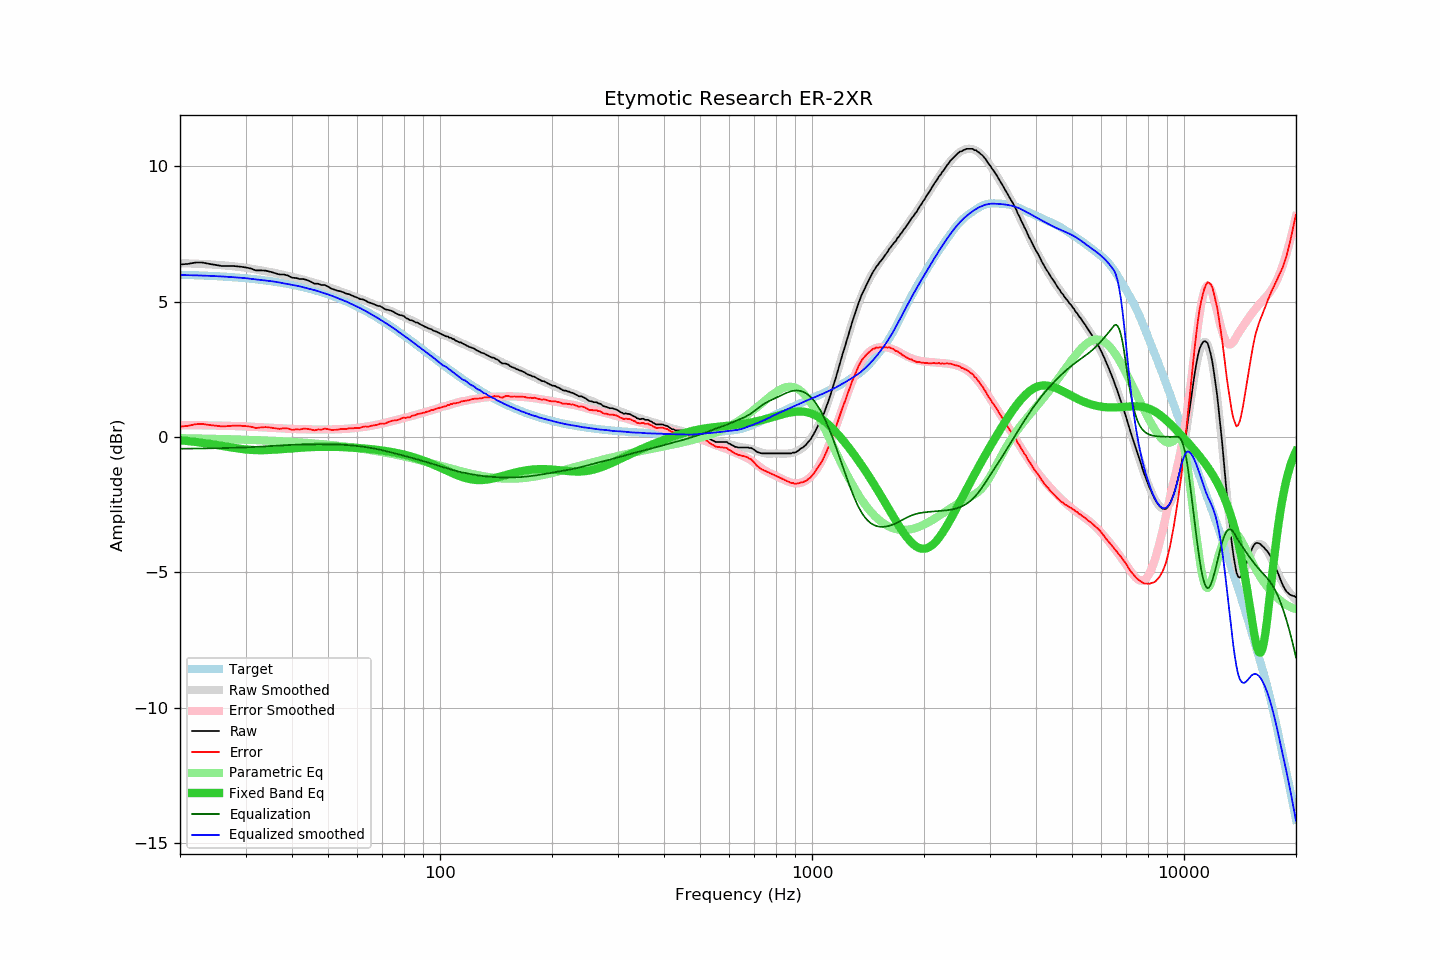 Etymotic Research ER-2XR
10
5
0
−5
−10
−15
Amplitude (dBr)
Target
Raw Smoothed
Error Smoothed
Raw
Error
Parametric Eq
Fixed Band Eq
Equalization
Equalized smoothed
100
1000
10000
Frequency (Hz)